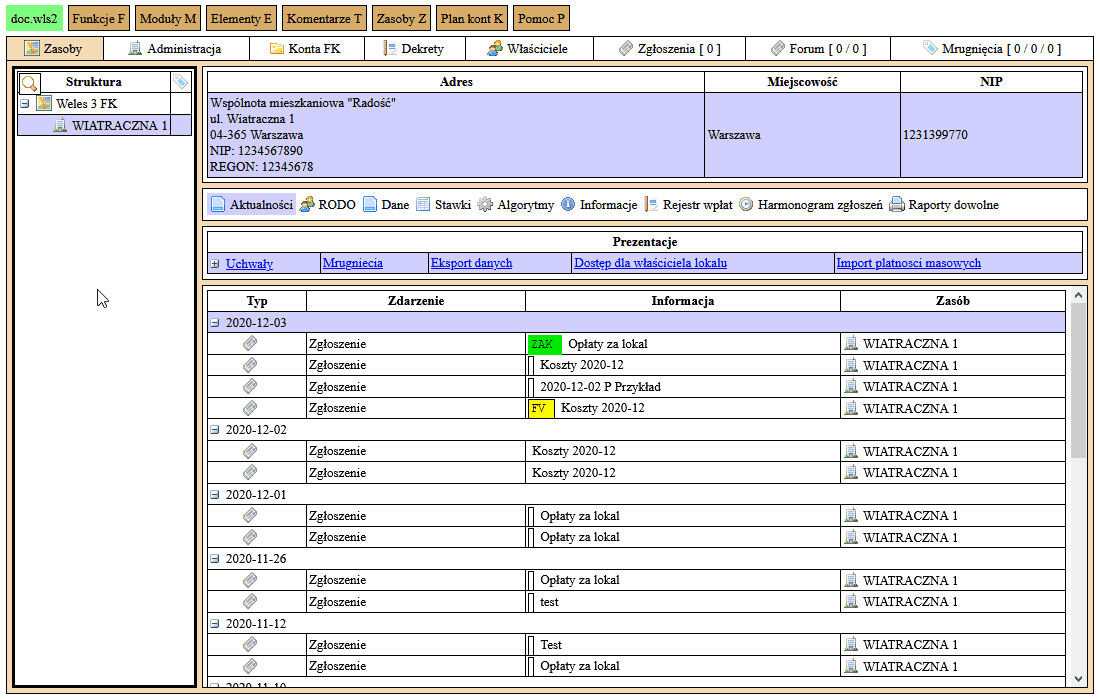 doc.wls2 Funkcje F Moduły M Elementy E Komentarze T Zasoby Z Plan kont K Pomoc P
Zasoby Administracja Konta FK Dekrety Właściciele Zgłoszenia [ 0 ] Forum [ 0 / 0 ] Mrugnięcia [ 0 / 0 / 0 ]
Struktura
Weles 3 FK
WIATRACZNA 1
Adres Miejscowość NIP
Wspólnota mieszkaniowa "Radość"
ul. Wiatraczna 1
04-365 Warszawa
NIP: 1234567890
REGON: 12345678
Warszawa
1231399770
Aktualności RODO Dane Stawki Algorytmy Informacje Rejestr wpłat Harmonogram zgłoszeń Raporty dowolne
Prezentacje
Uchwały Mrugniecia Eksport danych Dostęp dla właściciela lokalu Import platnosci masowych
Typ Zdarzenie Informacja Zasób
2020-12-03
Zgłoszenie ZAK Opłaty za lokal WIATRACZNA 1
Zgłoszenie Koszty 2020-12 WIATRACZNA 1
Zgłoszenie 2020-12-02 P Przykład WIATRACZNA 1
Zgłoszenie FV Koszty 2020-12 WIATRACZNA 1
2020-12-02
Zgłoszenie Koszty 2020-12 WIATRACZNA 1
Zgłoszenie Koszty 2020-12 WIATRACZNA 1
2020-12-01
Zgłoszenie Opłaty za lokal WIATRACZNA 1
Zgłoszenie Opłaty za lokal WIATRACZNA 1
2020-11-26
Zgłoszenie Opłaty za lokal WIATRACZNA 1
Zgłoszenie test WIATRACZNA 1
2020-11-12
Zgłoszenie Test WIATRACZNA 1
Zgłoszenie Opłaty za lokal WIATRACZNA 1